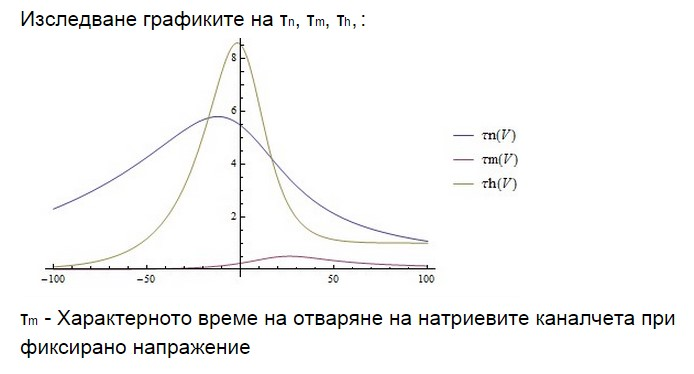 Изследване графиките на τn, τm, τh, :
8
6
4
2
-100
-50
50
100
τn(V)
τm(V)
τh(V)
τm - Характерното време на отваряне на натриевите каналчета при
фиксирано напражение